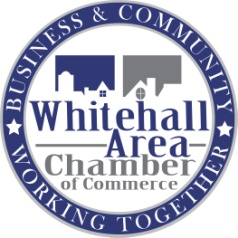 BUSINESS & COMMUNITY
Whitehall
Area
Chamber
of Commerce
WORKING TOGETHER